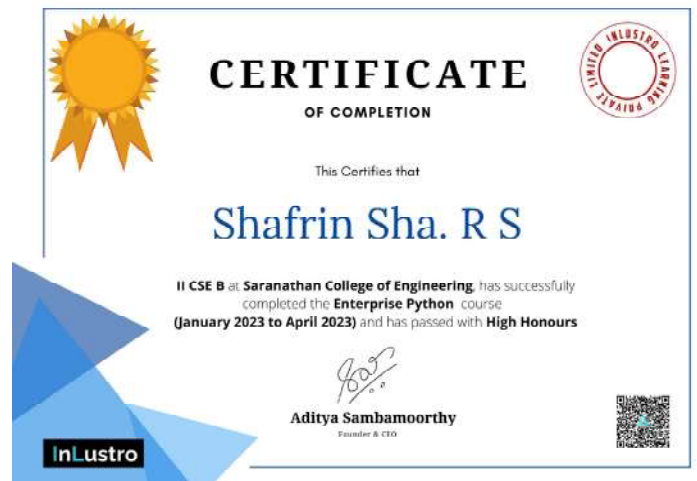 CERTIFICATE
INLUSTRO LEARNING PRIVATE LIMITED
OF COMPLETION
This Certifies that
Shafrin Sha. R S
II CSE B at Saranathan College of Engineering, has successfully
completed the Enterprise Python course
(January 2023 to April 2023) and has passed with High Honours
Aditya Sambamoorthy
Founder & CEO
InLustro